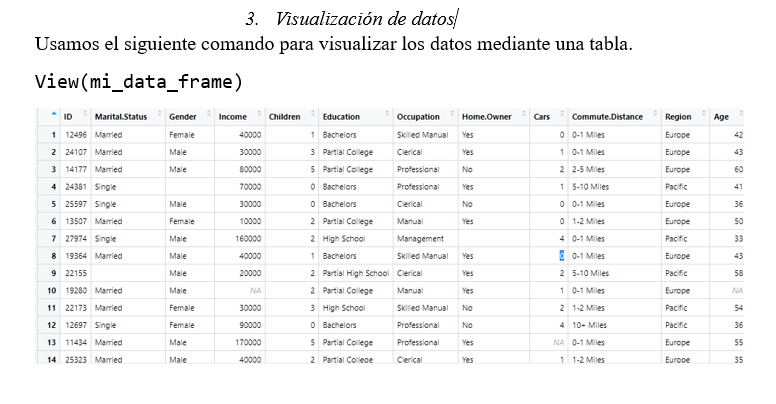 3. Visualización de datos
Usamos el siguiente comando para visualizar los datos mediante una tabla.
View(mi_data_frame)
ID Marital.Status Gender Income Children Education Occupation Home.Owner Cars Commute.Distance Region Age
1 12496 Married Female 40000 1 Bachelors Skilled Manual Yes 0 0-1 Miles Europe 42
2 24107 Married Male 30000 3 Partial College Clerical Yes 1 0-1 Miles Europe 43
3 14177 Married Male 80000 5 Partial College Professional No 2 2-5 Miles Europe 60
4 24381 Single 70000 0 Bachelors Professional Yes 1 5-10 Miles Pacific 41
5 25597 Single Male 30000 0 Bachelors Clerical No 0 0-1 Miles Europe 36
6 13507 Married Female 10000 2 Partial College Manual Yes 0 1-2 Miles Europe 50
7 27974 Single Male 160000 2 High School Management 4 0-1 Miles Pacific 33
8 19364 Married Male 40000 1 Bachelors Skilled Manual Yes 0 0-1 Miles Europe 43
9 22155 Male 20000 2 Partial High School Clerical Yes 2 5-10 Miles Pacific 58
10 19280 Married Male NA 2 Partial College Manual Yes 1 0-1 Miles Europe NA
11 22173 Married Female 30000 3 High School Skilled Manual No 2 1-2 Miles Pacific 54
12 12697 Single Female 90000 0 Bachelors Professional No 4 10+ Miles Pacific 36
13 11434 Married Male 170000 5 Partial College Professional Yes NA 0-1 Miles Europe 55
14 25323 Married Male 40000 2 Partial College Clerical Yes 1 1-2 Miles Europe 35